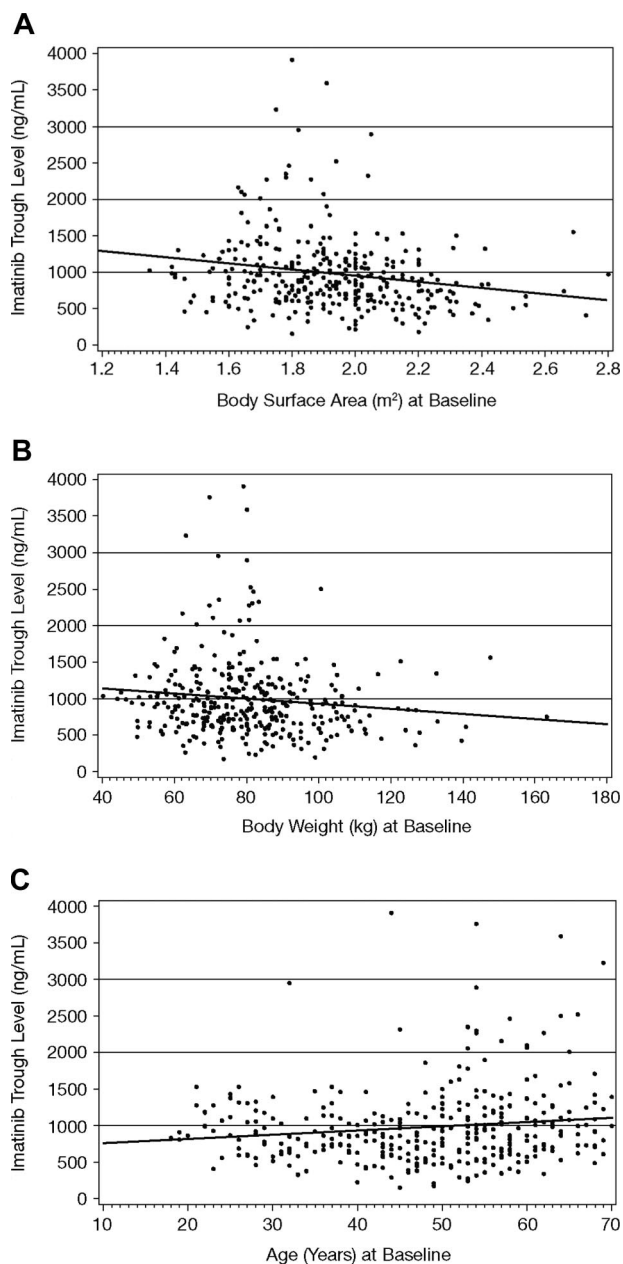 A
Imatinib Trough Level (ng/mL)
4000
3500
3000
2500
2000
1500
1000
500
0
1.2 1.4 1.6 1.8 2.0 2.2 2.4 2.6 2.8
Body Surface Area (m²) at Baseline
B
Imatinib Trough Level (ng/mL)
4000
3500
3000
2500
2000
1500
1000
500
0
40 60 80 100 120 140 160 180
Body Weight (kg) at Baseline
C
Imatinib Trough Level (ng/mL)
4000
3500
3000
2500
2000
1500
1000
500
0
10 20 30 40 50 60 70
Age (Years) at Baseline